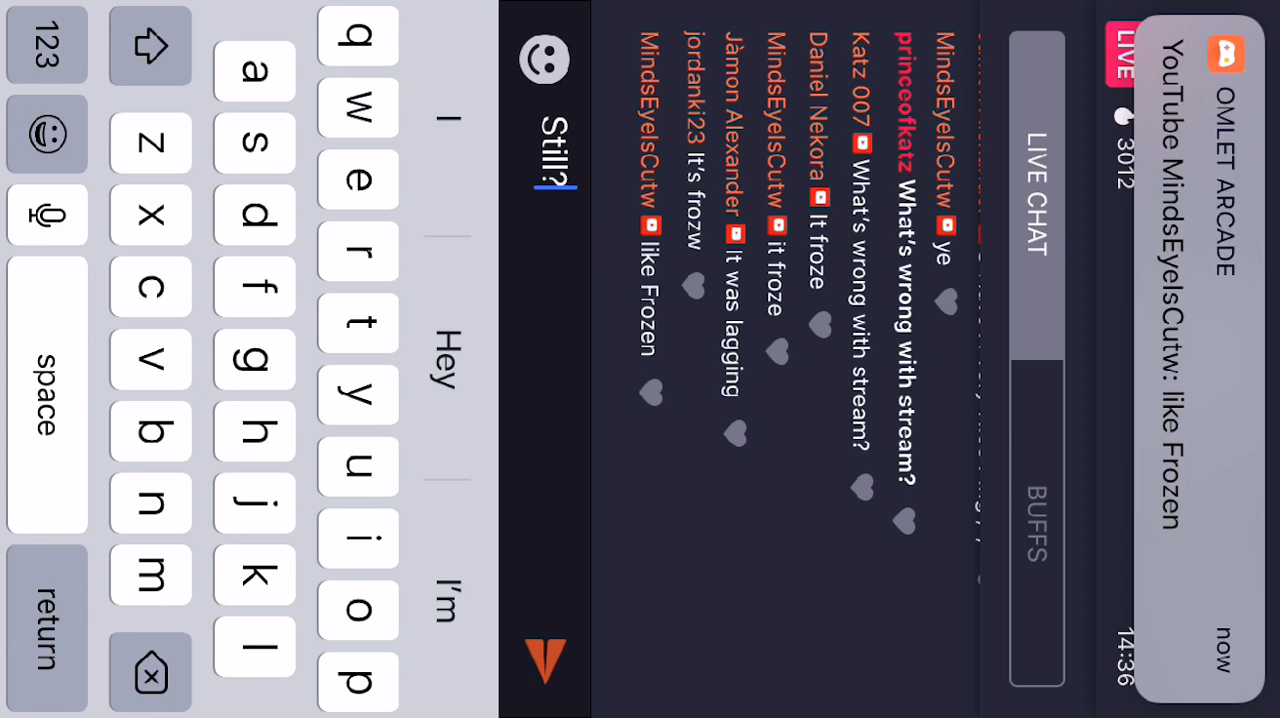 OMLET ARCADE now
YouTube MindsEyeIsCutw: like Frozen
LIVE 3012 14:36
LIVE CHAT BUFFS
MindsEyeIsCutw ye
princeofkatz What's wrong with stream?
Katz 007 What's wrong with stream?
Daniel Nekora It froze
MindsEyeIsCutw it froze
Jàmon Alexander It was lagging
jordanki23 It's frozw
MindsEyeIsCutw like Frozen
Still?
I Hey I'm
q w e r t y u i o p
a s d f g h j k l
z x c v b n m
123 space return